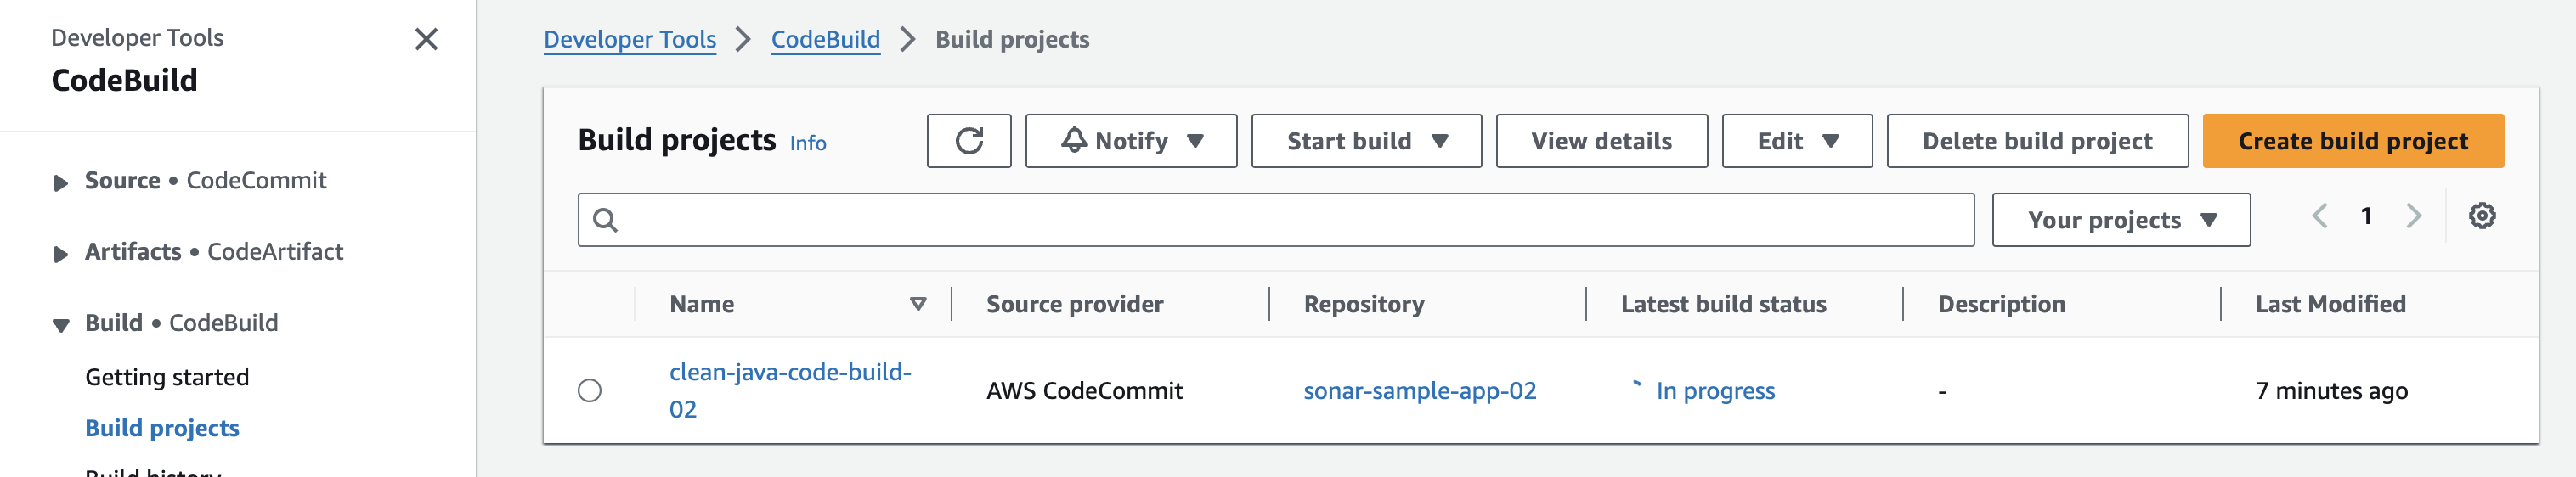 Developer Tools
CodeBuild
Source • CodeCommit
Artifacts • CodeArtifact
Build • CodeBuild
Getting started
Build projects
Build history
Developer Tools > CodeBuild > Build projects
Build projects Info Notify Start build View details Edit Delete build project Create build project
Your projects 1
Name Source provider Repository Latest build status Description Last Modified
clean-java-code-build-
02
AWS CodeCommit sonar-sample-app-02 In progress - 7 minutes ago